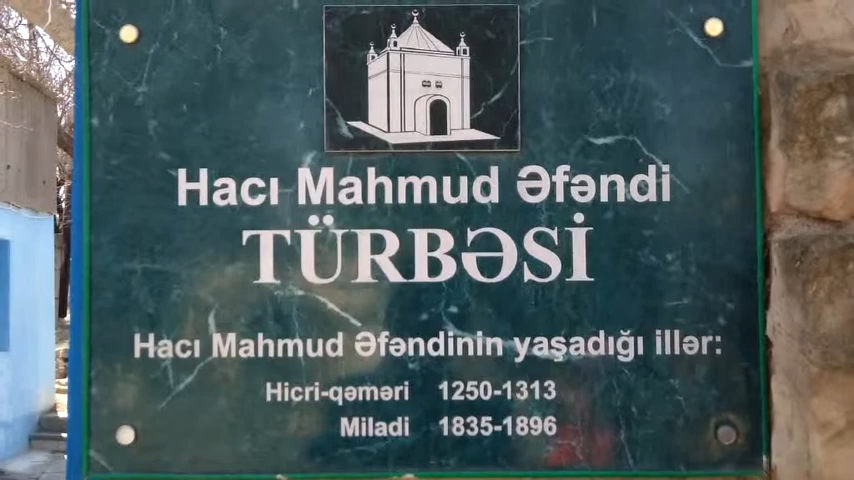 Hacı Mahmud Əfəndi
TÜRBƏSİ
Hacı Mahmud Əfəndinin yaşadığı illər:
Hicri-qəməri 1250-1313
Miladi 1835-1896